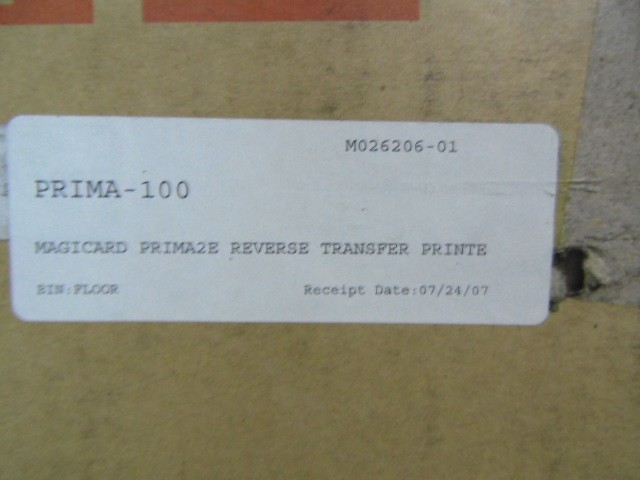 M026206-01
PRIMA-100
MAGICARD PRIMA2E REVERSE TRANSFER PRINTE
BIN:FLOOR
Receipt Date:07/24/07